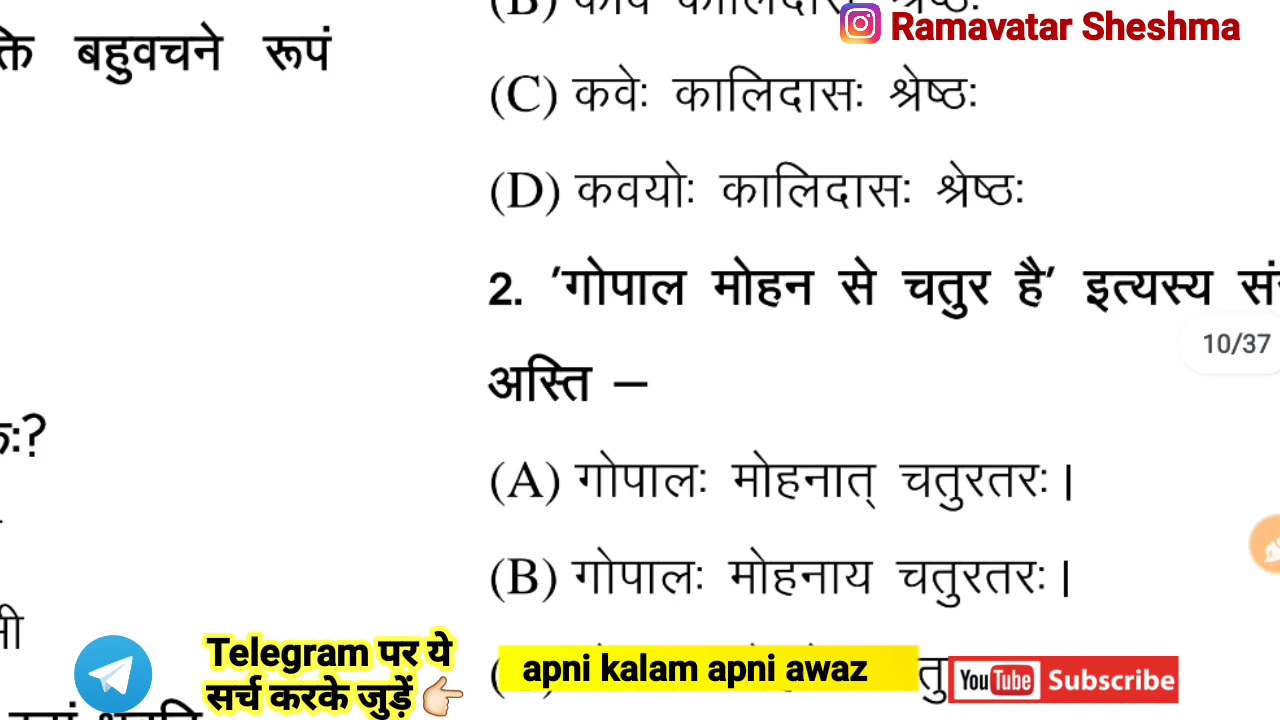 Ramavatar Sheshma
बहुवचने रूपं
(C) कवेः कालिदासः श्रेष्ठः
(D) कवयोः कालिदासः श्रेष्ठः
2. 'गोपाल मोहन से चतुर है' इत्यस्य
10/37
अस्ति –
(A) गोपालः मोहनात् चतुरतरः।
(B) गोपालः मोहनाय चतुरतरः।
Telegram पर ये
सर्च करके जुड़ें
apni kalam apni awaz
YouTube Subscribe